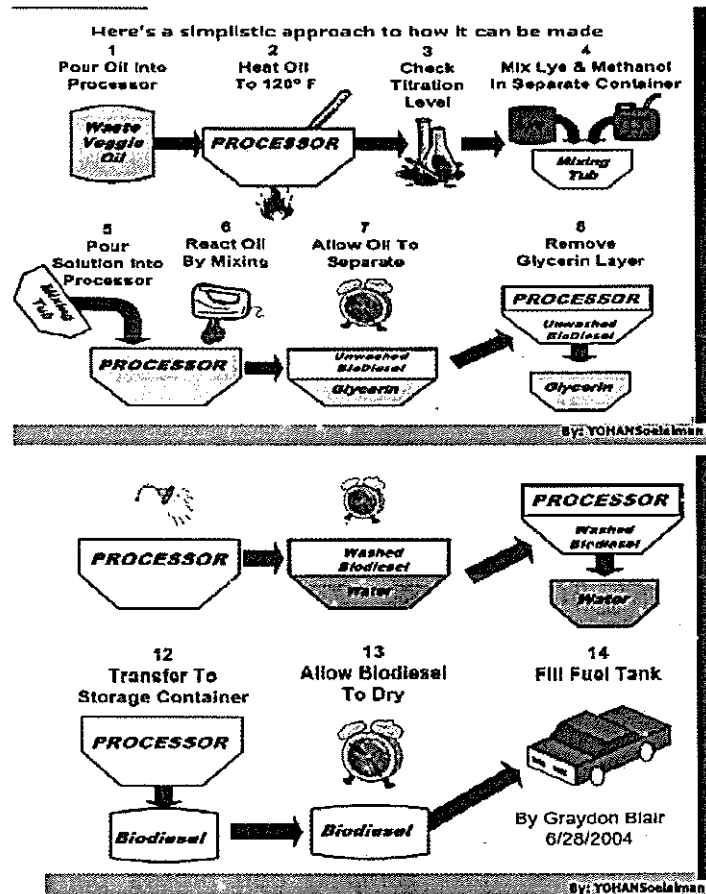 Here's a simplistic approach to how it can be made
1
Pour Oil Into
Processor
Waste
Veggie
Oil
2
Heat Oil
To 120° F
PROCESSOR
3
Check
Titration
Level
4
Mix Lye & Methanol
In Separate Container
Mixing
Tub
5
Pour
Solution Into
Processor
Mixing
Tub
PROCESSOR
6
React Oil
By Mixing
7
Allow Oil To
Separate
Unwashed
BioDiesel
Glycerin
8
Remove
Glycerin Layer
PROCESSOR
Unwashed
BioDiesel
Glycerin
By: YOHANSoelaiman
PROCESSOR
Washed
Biodiesel
Water
PROCESSOR
Washed
Biodiesel
Water
12
Transfer To
Storage Container
PROCESSOR
Biodiesel
13
Allow Biodiesel
To Dry
Biodiesel
14
Fill Fuel Tank
By Graydon Blair
6/28/2004
By: YOHANSoelaiman